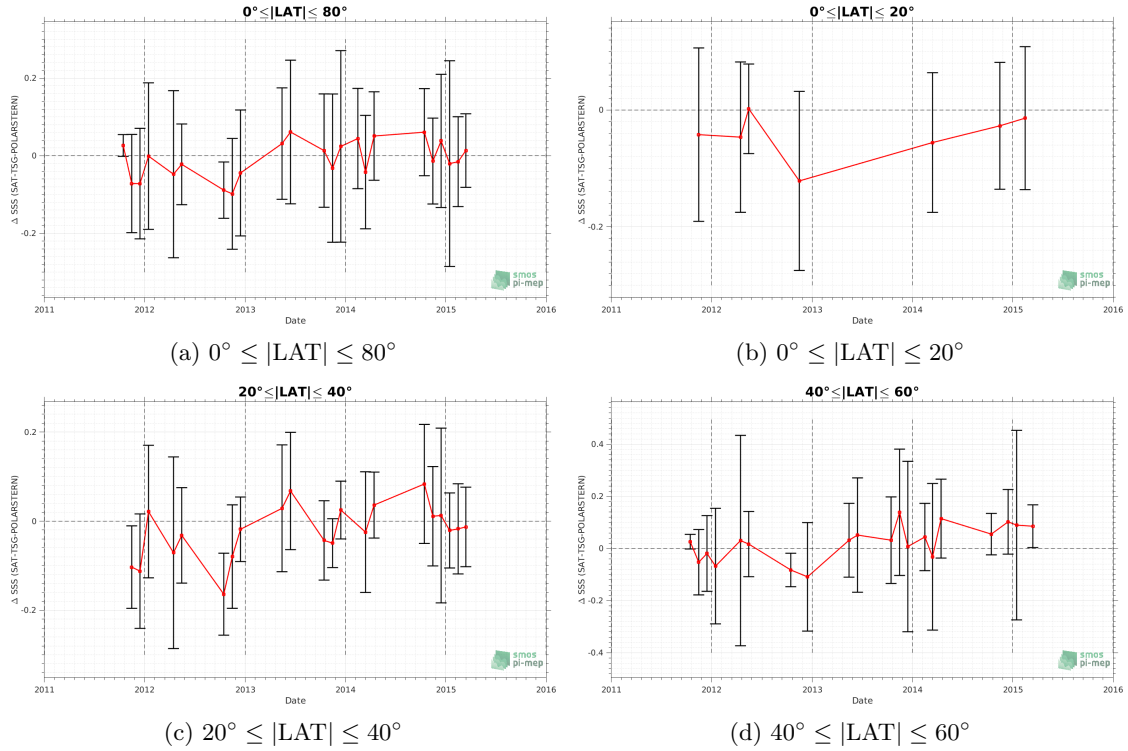 0°≤|LAT|≤ 80°
Δ SSS (SAT-TSG-POLARSTERN)
0.2
0
-0.2
smos
pi-mep
2011 2012 2013 2014 2015 2016
Date
(a) 0° ≤ |LAT| ≤ 80°
0°≤|LAT|≤ 20°
Δ SSS (SAT-TSG-POLARSTERN)
0
-0.2
smos
pi-mep
2011 2012 2013 2014 2015 2016
Date
(b) 0° ≤ |LAT| ≤ 20°
20°≤|LAT|≤ 40°
Δ SSS (SAT-TSG-POLARSTERN)
0.2
0
-0.2
smos
pi-mep
2011 2012 2013 2014 2015 2016
Date
(c) 20° ≤ |LAT| ≤ 40°
40°≤|LAT|≤ 60°
Δ SSS (SAT-TSG-POLARSTERN)
0.4
0.2
0
-0.2
-0.4
smos
pi-mep
2011 2012 2013 2014 2015 2016
Date
(d) 40° ≤ |LAT| ≤ 60°